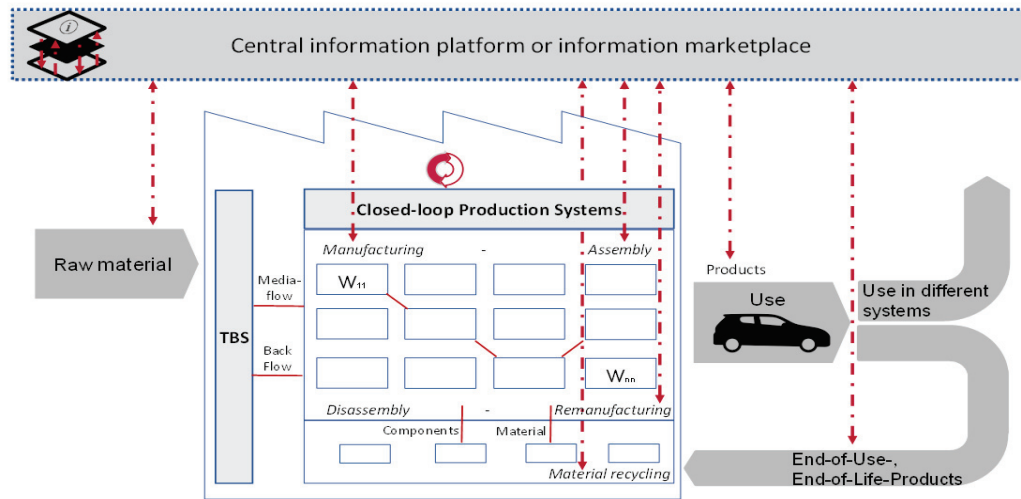 i
Central information platform or information marketplace
Closed-loop Production Systems
Manufacturing - Assembly
Raw material
Products
Media-
flow
W11
Use
Use in different
systems
TBS
Back
Flow
Wnn
Disassembly - Remanufacturing
Components Material
Material recycling
End-of-Use-,
End-of-Life-Products